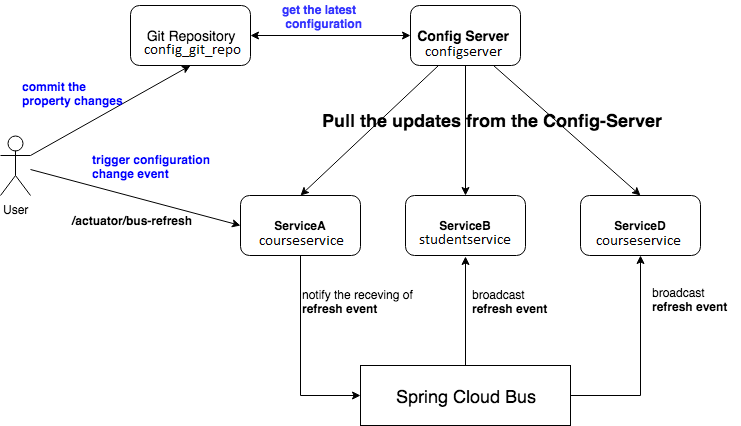 get the latest
configuration
Git Repository
config_git_repo
Config Server
configserver
commit the
property changes
Pull the updates from the Config-Server
trigger configuration
change event
User
/actuator/bus-refresh
ServiceA
courseservice
ServiceB
studentservice
ServiceD
courseservice
notify the receving of
refresh event
broadcast
refresh event
broadcast
refresh event
Spring Cloud Bus